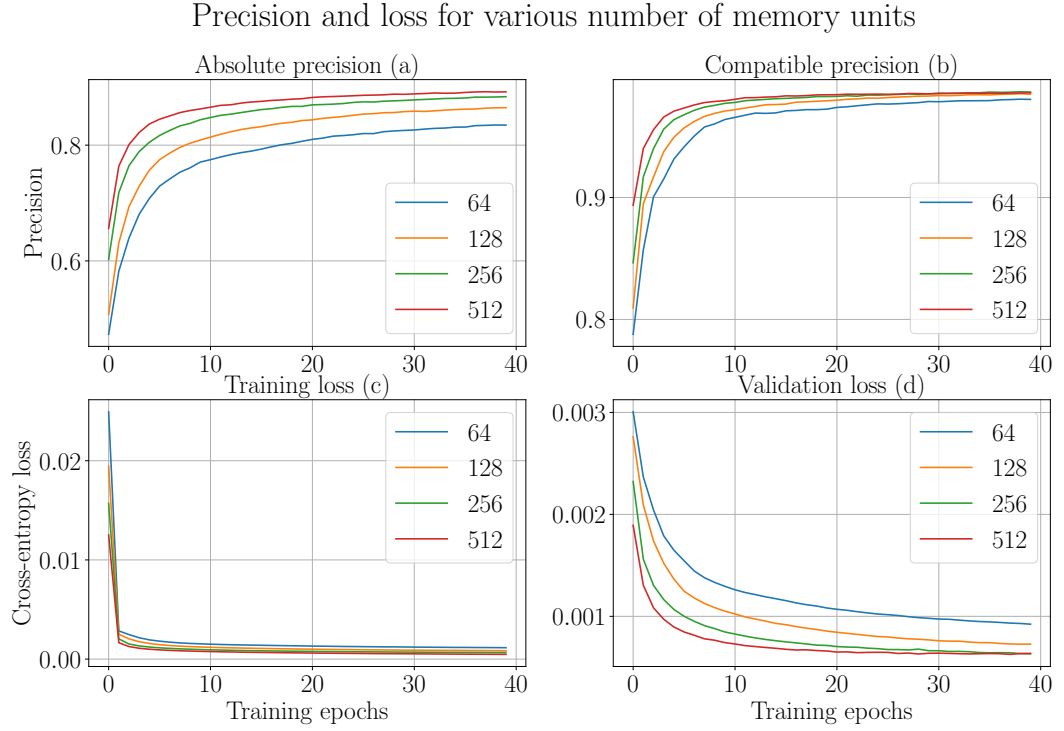 Precision and loss for various number of memory units
Absolute precision (a)
Precision
0.8
0.6
64
128
256
512
0 10 20 30 40
Compatible precision (b)
0.9
0.8
64
128
256
512
0 10 20 30 40
Training loss (c)
Cross-entropy loss
0.02
0.01
0.00
64
128
256
512
0 10 20 30 40
Training epochs
Validation loss (d)
0.003
0.002
0.001
64
128
256
512
0 10 20 30 40
Training epochs